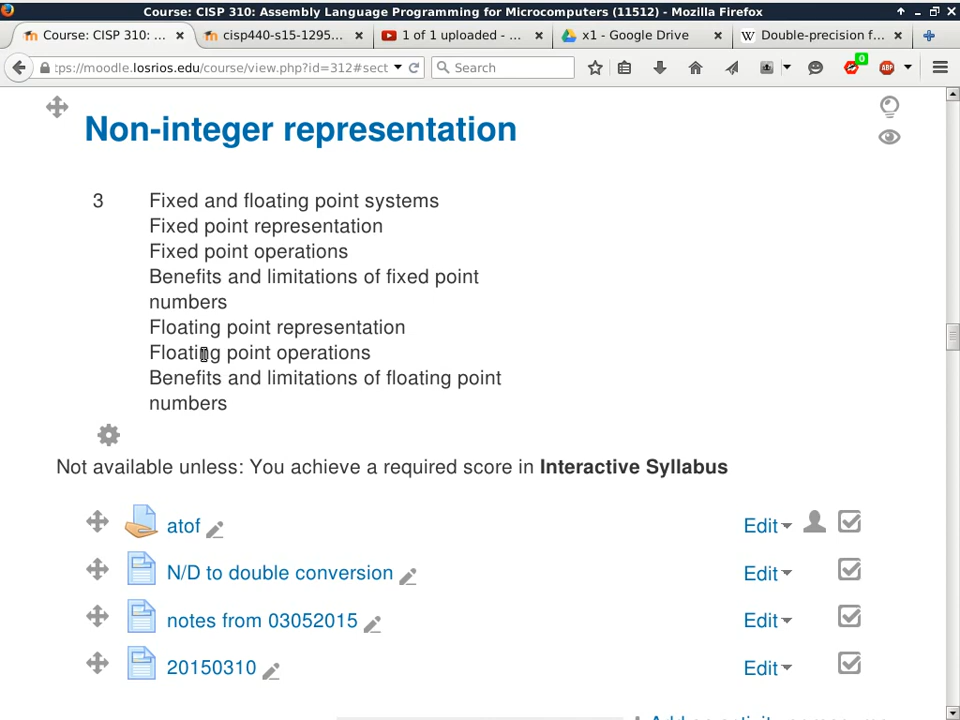 Course: CISP 310: Assembly Language Programming for Microcomputers (11512) - Mozilla Firefox
Course: CISP 310: ... × cisp440-s15-1295... × 1 of 1 uploaded - ... × x1 - Google Drive × W Double-precision f... ×
:ps://moodle.losrios.edu/course/view.php?id=312#sect Search 0 ABP
Non-integer representation
3 Fixed and floating point systems
Fixed point representation
Fixed point operations
Benefits and limitations of fixed point
numbers
Floating point representation
Floating point operations
Benefits and limitations of floating point
numbers
Not available unless: You achieve a required score in Interactive Syllabus
atof Edit
N/D to double conversion Edit
notes from 03052015 Edit
20150310 Edit